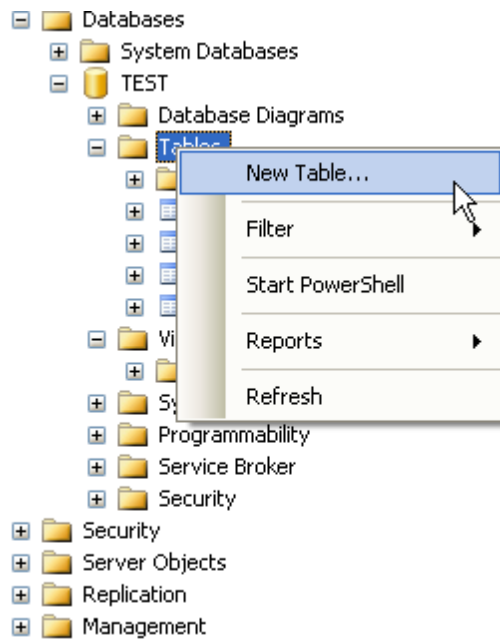 Databases
System Databases
TEST
Database Diagrams
Tables
New Table...
Filter
Start PowerShell
Reports
Refresh
Programmability
Service Broker
Security
Security
Server Objects
Replication
Management